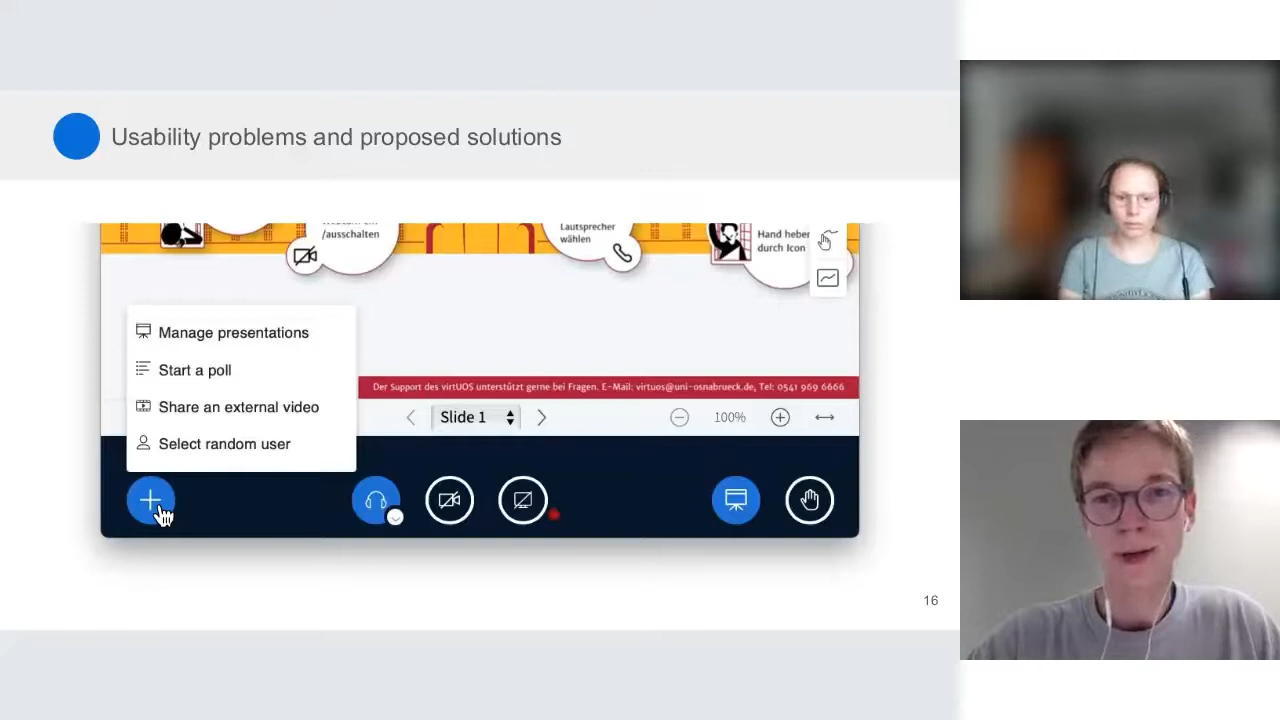 Usability problems and proposed solutions
/ausschalten
Lautsprecher
wählen
Hand heben
durch Icon
Manage presentations
Start a poll
Share an external video
Select random user
Der Support des virtUOS unterstützt gerne bei Fragen. E-Mail: virtuos@uni-osnabrueck.de, Tel: 0541 969 6666
Slide 1
100%
16